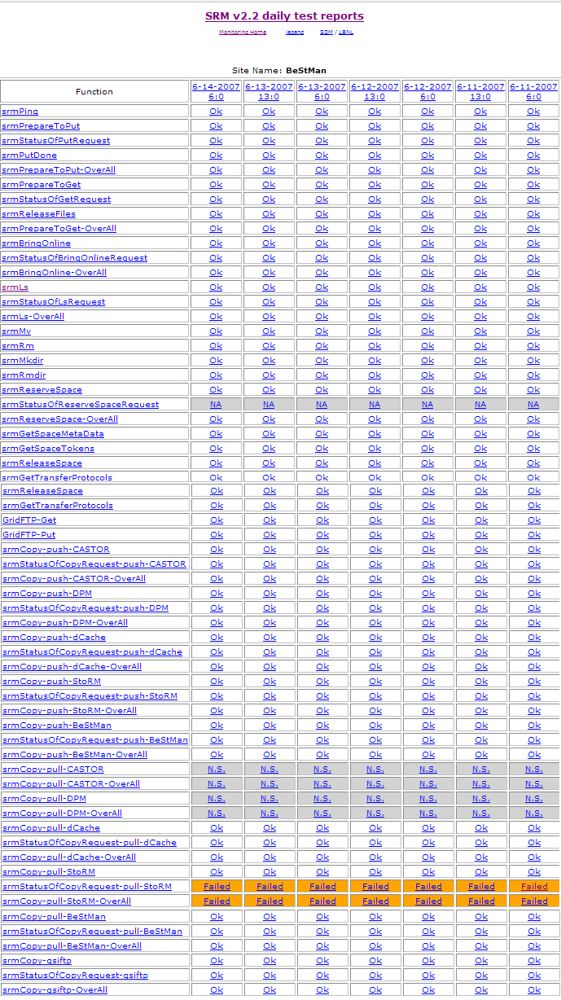 SRM v2.2 daily test reports
Monitoring Home legend SDM / LBNL
Site Name: BeStMan
Function 6-14-2007 6:0 6-13-2007 13:0 6-13-2007 6:0 6-12-2007 13:0 6-12-2007 6:0 6-11-2007 13:0 6-11-2007 6:0
srmPing Ok Ok Ok Ok Ok Ok Ok
srmPrepareToPut Ok Ok Ok Ok Ok Ok Ok
srmStatusOfPutRequest Ok Ok Ok Ok Ok Ok Ok
srmPutDone Ok Ok Ok Ok Ok Ok Ok
srmPrepareToPut-OverAll Ok Ok Ok Ok Ok Ok Ok
srmPrepareToGet Ok Ok Ok Ok Ok Ok Ok
srmStatusOfGetRequest Ok Ok Ok Ok Ok Ok Ok
srmReleaseFiles Ok Ok Ok Ok Ok Ok Ok
srmPrepareToGet-OverAll Ok Ok Ok Ok Ok Ok Ok
srmBringOnline Ok Ok Ok Ok Ok Ok Ok
srmStatusOfBringOnlineRequest Ok Ok Ok Ok Ok Ok Ok
srmBringOnline-OverAll Ok Ok Ok Ok Ok Ok Ok
srmLs Ok Ok Ok Ok Ok Ok Ok
srmStatusOfLsRequest Ok Ok Ok Ok Ok Ok Ok
srmLs-OverAll Ok Ok Ok Ok Ok Ok Ok
srmMv Ok Ok Ok Ok Ok Ok Ok
srmRm Ok Ok Ok Ok Ok Ok Ok
srmMkdir Ok Ok Ok Ok Ok Ok Ok
srmRmdir Ok Ok Ok Ok Ok Ok Ok
srmReserveSpace Ok Ok Ok Ok Ok Ok Ok
srmStatusOfReserveSpaceRequest NA NA NA NA NA NA NA
srmReserveSpace-OverAll Ok Ok Ok Ok Ok Ok Ok
srmGetSpaceMetaData Ok Ok Ok Ok Ok Ok Ok
srmGetSpaceTokens Ok Ok Ok Ok Ok Ok Ok
srmReleaseSpace Ok Ok Ok Ok Ok Ok Ok
srmGetTransferProtocols Ok Ok Ok Ok Ok Ok Ok
srmReleaseSpace Ok Ok Ok Ok Ok Ok Ok
srmGetTransferProtocols Ok Ok Ok Ok Ok Ok Ok
GridFTP-Get Ok Ok Ok Ok Ok Ok Ok
GridFTP-Put Ok Ok Ok Ok Ok Ok Ok
srmCopy-push-CASTOR Ok Ok Ok Ok Ok Ok Ok
srmStatusOfCopyRequest-push-CASTOR Ok Ok Ok Ok Ok Ok Ok
srmCopy-push-CASTOR-OverAll Ok Ok Ok Ok Ok Ok Ok
srmCopy-push-DPM Ok Ok Ok Ok Ok Ok Ok
srmStatusOfCopyRequest-push-DPM Ok Ok Ok Ok Ok Ok Ok
srmCopy-push-DPM-OverAll Ok Ok Ok Ok Ok Ok Ok
srmCopy-push-dCache Ok Ok Ok Ok Ok Ok Ok
srmStatusOfCopyRequest-push-dCache Ok Ok Ok Ok Ok Ok Ok
srmCopy-push-dCache-OverAll Ok Ok Ok Ok Ok Ok Ok
srmCopy-push-StoRM Ok Ok Ok Ok Ok Ok Ok
srmStatusOfCopyRequest-push-StoRM Ok Ok Ok Ok Ok Ok Ok
srmCopy-push-StoRM-OverAll Ok Ok Ok Ok Ok Ok Ok
srmCopy-push-BeStMan Ok Ok Ok Ok Ok Ok Ok
srmStatusOfCopyRequest-push-BeStMan Ok Ok Ok Ok Ok Ok Ok
srmCopy-push-BeStMan-OverAll Ok Ok Ok Ok Ok Ok Ok
srmCopy-pull-CASTOR N.S. N.S. N.S. N.S. N.S. N.S. N.S.
srmCopy-pull-CASTOR-OverAll N.S. N.S. N.S. N.S. N.S. N.S. N.S.
srmCopy-pull-DPM N.S. N.S. N.S. N.S. N.S. N.S. N.S.
srmCopy-pull-DPM-OverAll N.S. N.S. N.S. N.S. N.S. N.S. N.S.
srmCopy-pull-dCache Ok Ok Ok Ok Ok Ok Ok
srmStatusOfCopyRequest-pull-dCache Ok Ok Ok Ok Ok Ok Ok
srmCopy-pull-dCache-OverAll Ok Ok Ok Ok Ok Ok Ok
srmCopy-pull-StoRM Ok Ok Ok Ok Ok Ok Ok
srmStatusOfCopyRequest-pull-StoRM Failed Failed Failed Failed Failed Failed Failed
srmCopy-pull-StoRM-OverAll Failed Failed Failed Failed Failed Failed Failed
srmCopy-pull-BeStMan Ok Ok Ok Ok Ok Ok Ok
srmStatusOfCopyRequest-pull-BeStMan Ok Ok Ok Ok Ok Ok Ok
srmCopy-pull-BeStMan-OverAll Ok Ok Ok Ok Ok Ok Ok
srmCopy-gsiftp Ok Ok Ok Ok Ok Ok Ok
srmStatusOfCopyRequest-gsiftp Ok Ok Ok Ok Ok Ok Ok
srmCopy-gsiftp-OverAll Ok Ok Ok Ok Ok Ok Ok